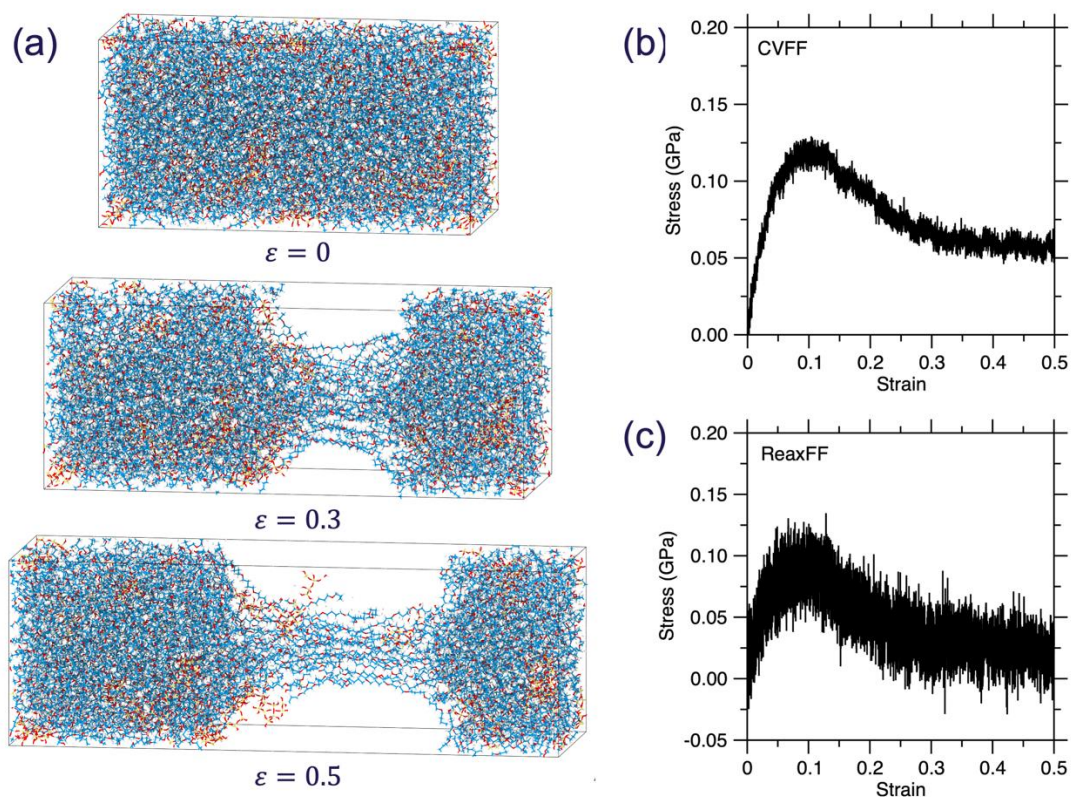 (a)
ε = 0
ε = 0.3
ε = 0.5
(b)
CVFF
0.20
0.15
0.10
0.05
0.00
Stress (GPa)
0 0.1 0.2 0.3 0.4 0.5
Strain
(c)
ReaxFF
0.20
0.15
0.10
0.05
0.00
-0.05
Stress (GPa)
0 0.1 0.2 0.3 0.4 0.5
Strain